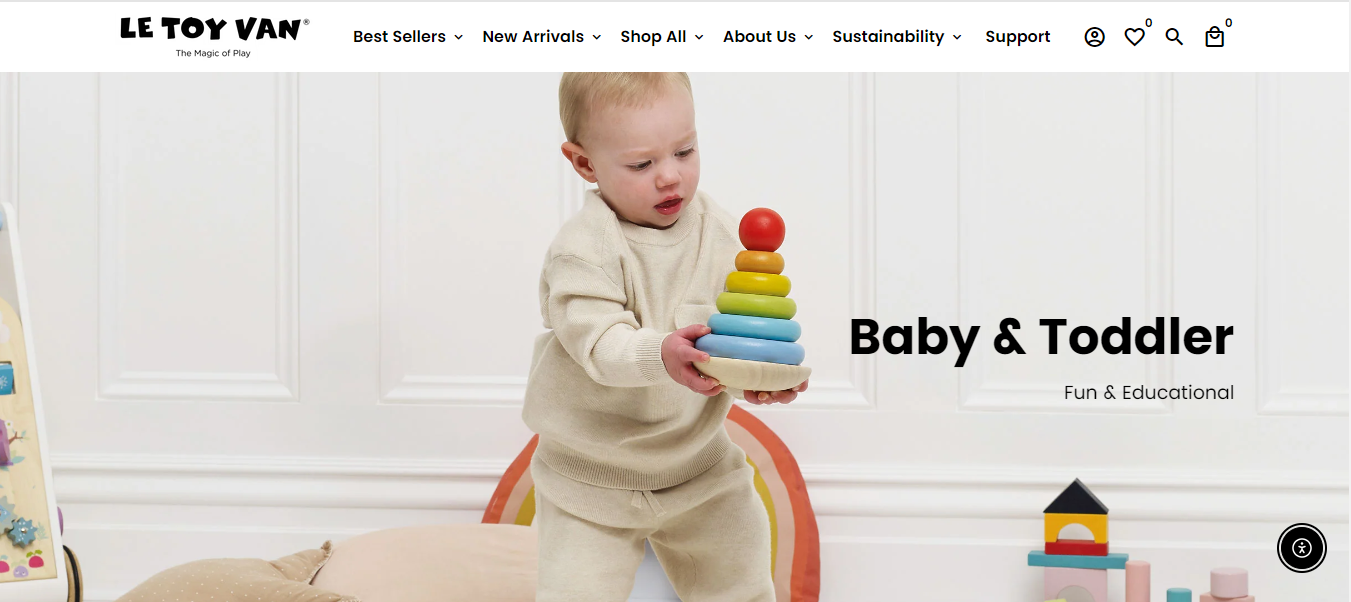 LE TOY VAN®
The Magic of Play
Best Sellers New Arrivals Shop All About Us Sustainability Support 0 0
Baby & Toddler
Fun & Educational